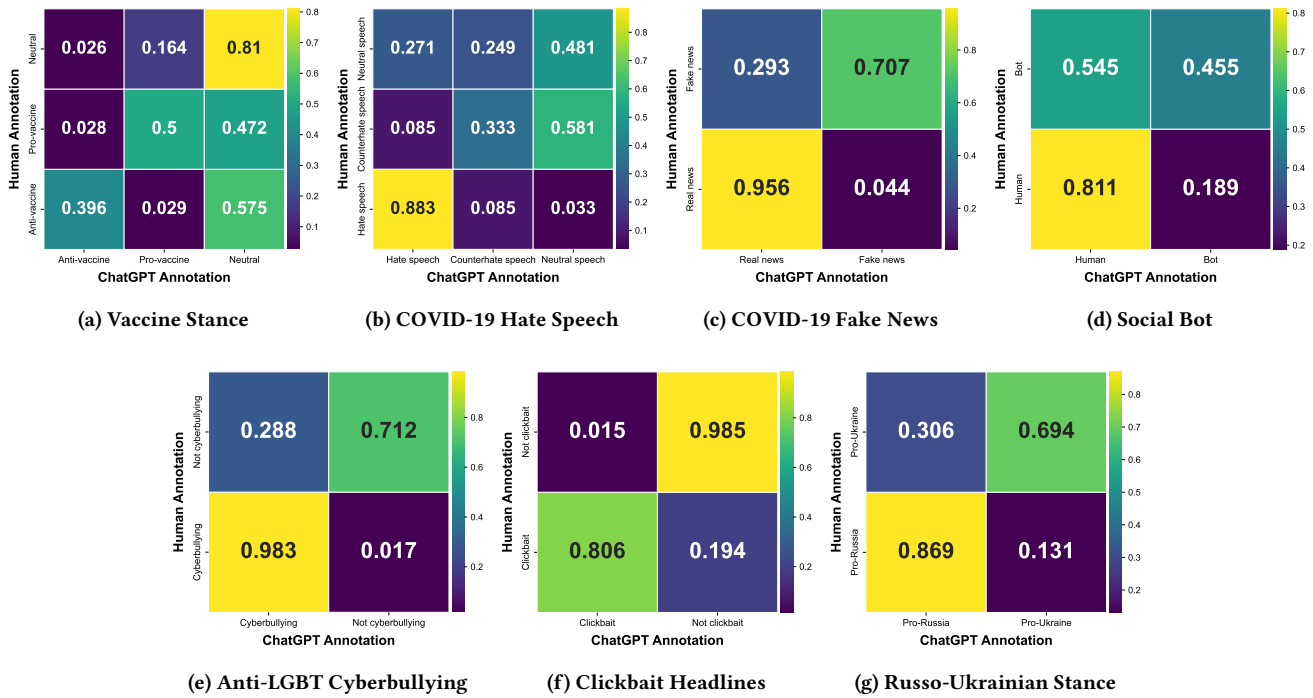 Human Annotation
Neutral
Pro-vaccine
Anti-vaccine
0.026 0.164 0.81
0.028 0.5 0.472
0.396 0.029 0.575
Anti-vaccine Pro-vaccine Neutral
ChatGPT Annotation
0.8
0.7
0.6
0.5
0.4
0.3
0.2
0.1
(a) Vaccine Stance
Human Annotation
Neutral speech
Counterhate speech
Hate speech
0.271 0.249 0.481
0.085 0.333 0.581
0.883 0.085 0.033
Hate speech Counterhate speech Neutral speech
ChatGPT Annotation
0.8
0.7
0.6
0.5
0.4
0.3
0.2
0.1
(b) COVID-19 Hate Speech
Human Annotation
Fake news
Real news
0.293 0.707
0.956 0.044
Real news Fake news
ChatGPT Annotation
0.8
0.6
0.4
0.2
(c) COVID-19 Fake News
Human Annotation
Bot
Human
0.545 0.455
0.811 0.189
Human Bot
ChatGPT Annotation
0.8
0.7
0.6
0.5
0.4
0.3
0.2
(d) Social Bot
Human Annotation
Not cyberbullying
Cyberbullying
0.288 0.712
0.983 0.017
Cyberbullying Not cyberbullying
ChatGPT Annotation
0.8
0.6
0.4
0.2
(e) Anti-LGBT Cyberbullying
Human Annotation
Not clickbait
Clickbait
0.015 0.985
0.806 0.194
Clickbait Not clickbait
ChatGPT Annotation
0.8
0.6
0.4
0.2
(f) Clickbait Headlines
Human Annotation
Pro-Ukraine
Pro-Russia
0.306 0.694
0.869 0.131
Pro-Russia Pro-Ukraine
ChatGPT Annotation
0.8
0.7
0.6
0.5
0.4
0.3
0.2
(g) Russo-Ukrainian Stance